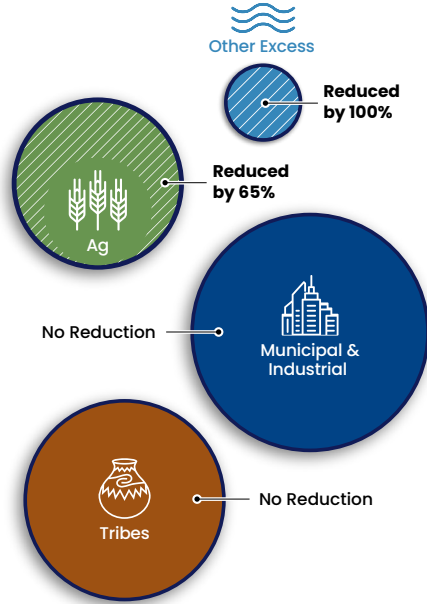 Other Excess
Reduced
by 100%
Reduced
by 65%
Ag
No Reduction
Municipal &
Industrial
No Reduction
Tribes